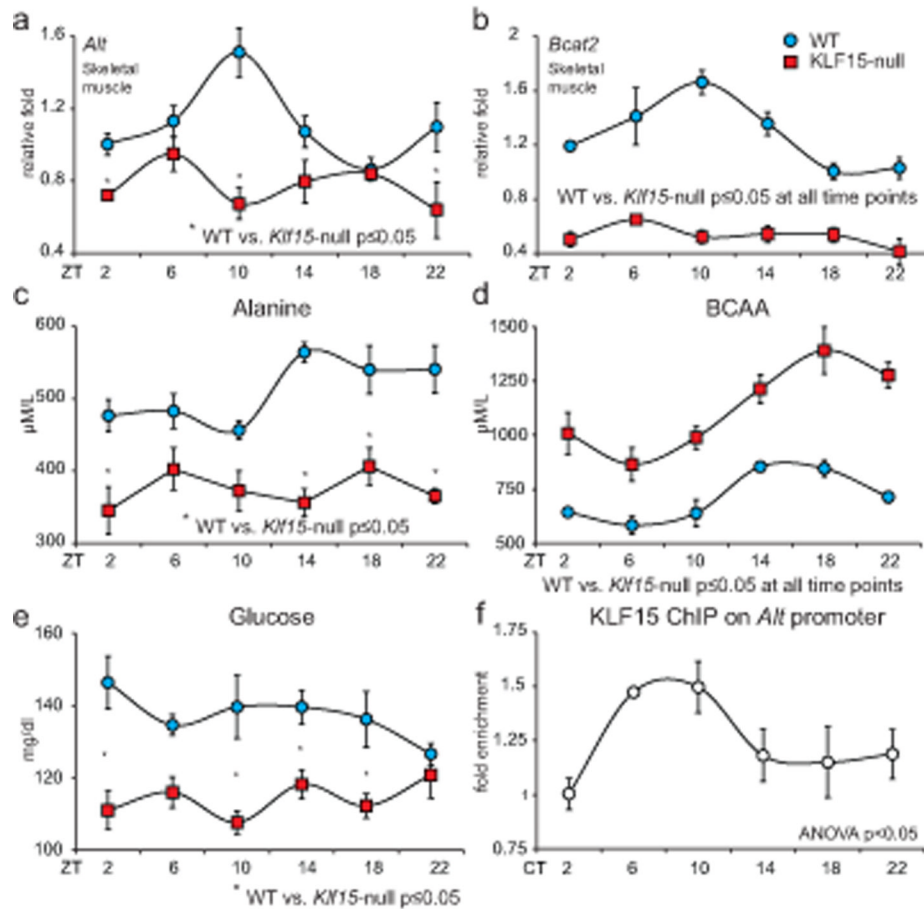 a
Alt
Skeletal
muscle
relative fold
1.6
1.2
0.8
0.4
* WT vs. Klf15-null p≤0.05
ZT 2 6 10 14 18 22
b
Bcat2
Skeletal
muscle
WT
KLF15-null
relative fold
2
1.6
1.2
0.8
0.4
WT vs. Klf15-null p≤0.05 at all time points
ZT 2 6 10 14 18 22
c
Alanine
µM/L
600
500
400
300
* WT vs. Klf15-null p≤0.05
ZT 2 6 10 14 18 22
d
BCAA
µM/L
1500
1250
1000
750
500
ZT 2 6 10 14 18 22
WT vs. Klf15-null p≤0.05 at all time points
e
Glucose
mg/dl
160
140
120
100
ZT 2 6 10 14 18 22
* WT vs. Klf15-null p≤0.05
f
KLF15 ChIP on Alt promoter
fold enrichment
1.75
1.5
1.25
1
0.75
ANOVA p<0.05
CT 2 6 10 14 18 22